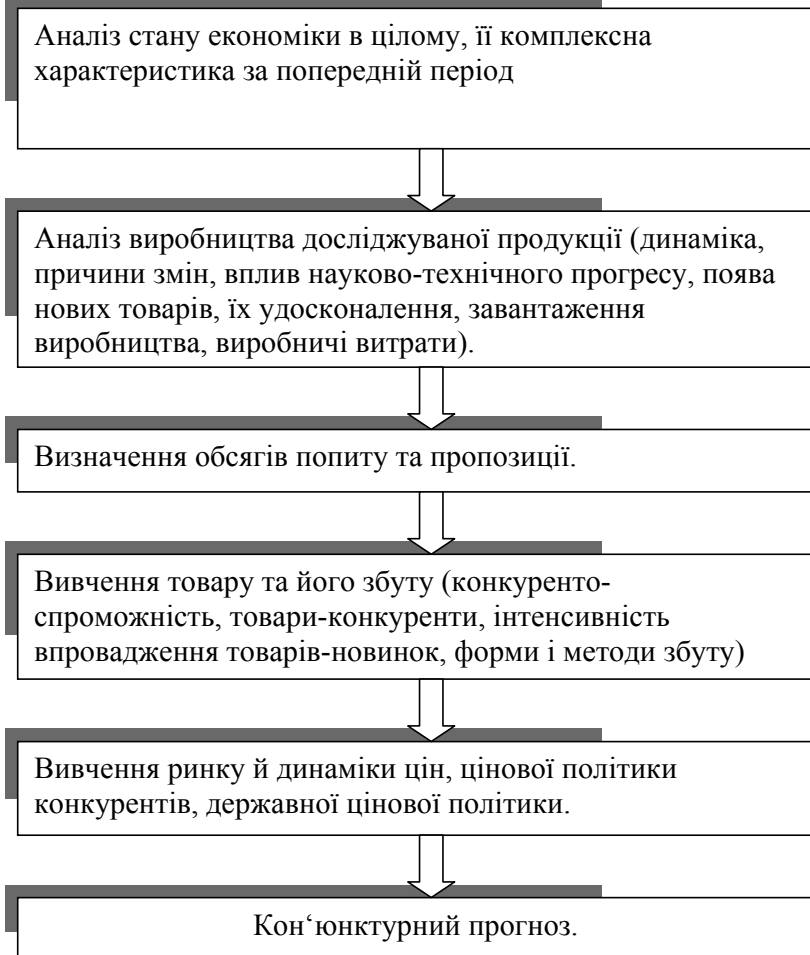 Аналіз стану економіки в цілому, її комплексна
характеристика за попередній період
Аналіз виробництва досліджуваної продукції (динаміка,
причини змін, вплив науково-технічного прогресу, поява
нових товарів, їх удосконалення, завантаження
виробництва, виробничі витрати).
Визначення обсягів попиту та пропозиції.
Вивчення товару та його збуту (конкуренто-
спроможність, товари-конкуренти, інтенсивність
впровадження товарів-новинок, форми і методи збуту)
Вивчення ринку й динаміки цін, цінової політики
конкурентів, державної цінової політики.
Кон‘юнктурний прогноз.